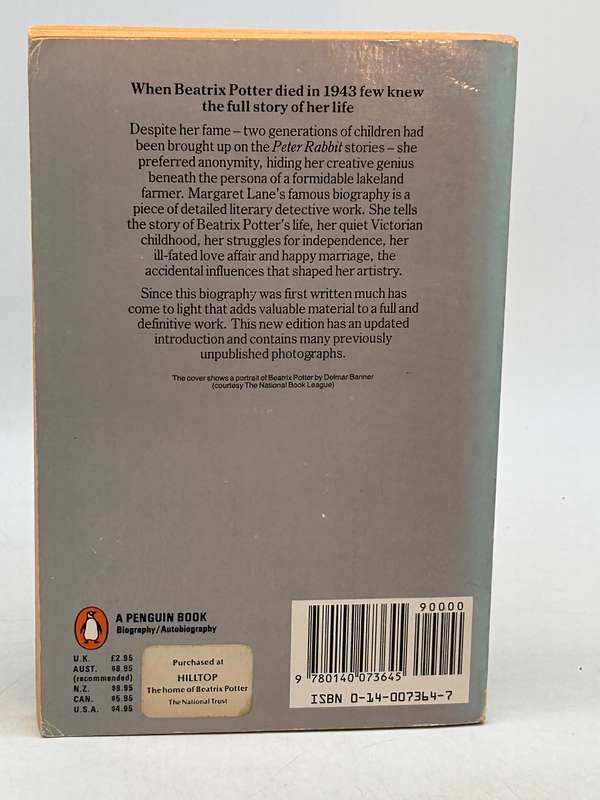 When Beatrix Potter died in 1943 few knew
the full story of her life
Despite her fame – two generations of children had
been brought up on the Peter Rabbit stories – she
preferred anonymity, hiding her creative genius
beneath the persona of a formidable lakeland
farmer. Margaret Lane's famous biography is a
piece of detailed literary detective work. She tells
the story of Beatrix Potter's life, her quiet Victorian
childhood, her struggles for independence, her
ill-fated love affair and happy marriage, the
accidental influences that shaped her artistry.
Since this biography was first written much has
come to light that adds valuable material to a full and
definitive work. This new edition has an updated
introduction and contains many previously
unpublished photographs.
The cover shows a portrait of Beatrix Potter by Delmar Banner
(courtesy The National Book League)
A PENGUIN BOOK
Biography/Autobiography
U.K. £2.95
AUST. $8.95
(recommended)
N.Z. $9.95
CAN. $5.95
U.S.A. $4.95
Purchased at
HILLTOP
The home of Beatrix Potter
The National Trust
90000
9 780140 073645
ISBN 0-14-007364-7